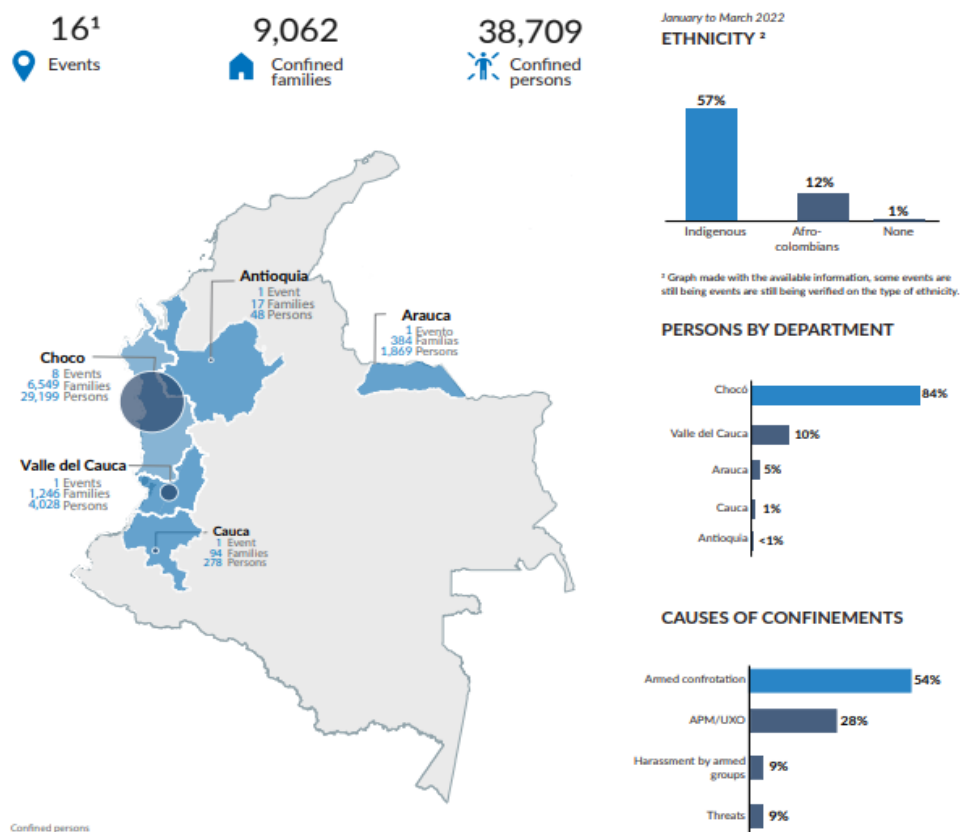 16¹
Events
9,062
Confined
families
38,709
Confined
persons
January to March 2022
ETHNICITY ²
57%
12%
1%
Indigenous
Afro-
colombians
None
² Graph made with the available information, some events are
still being events are still being verified on the type of ethnicity.
Antioquia
1 Event
17 Families
48 Persons
Arauca
1 Evento
384 Familias
1,869 Persons
Choco
8 Events
6,549 Families
29,199 Persons
Valle del Cauca
1 Events
1,246 Families
4,028 Persons
Cauca
1 Event
94 Families
278 Persons
PERSONS BY DEPARTMENT
Chocó 84%
Valle del Cauca 10%
Arauca 5%
Cauca 1%
Antioquia <1%
CAUSES OF CONFINEMENTS
Armed confrotation 54%
APM/UXO 28%
Harassment by armed
groups 9%
Threats 9%
Confined persons